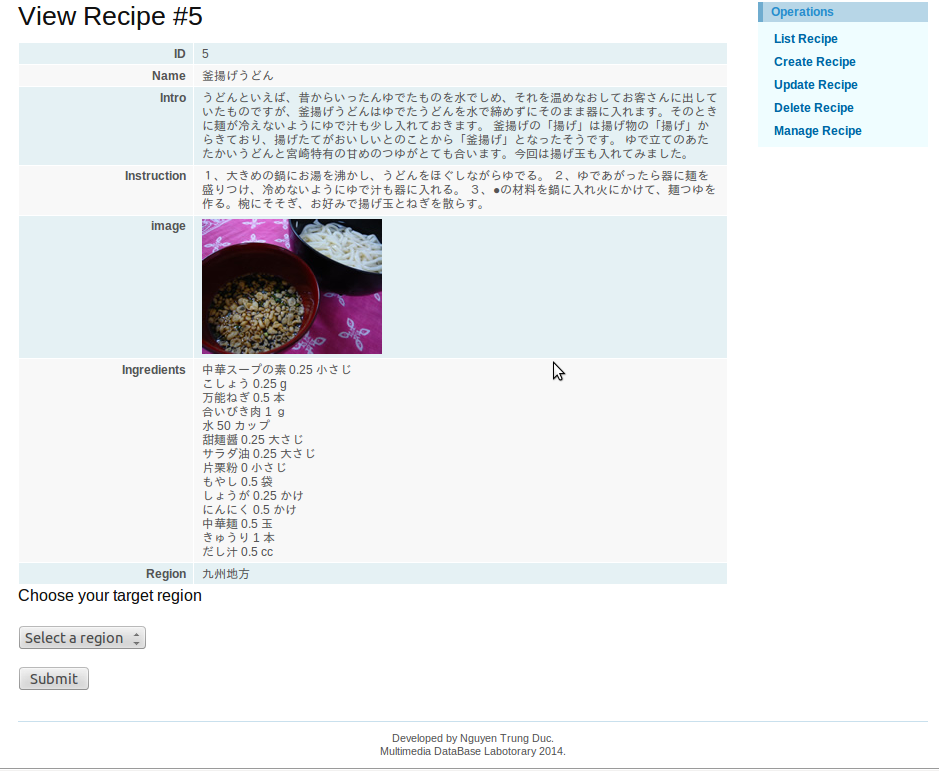 View Recipe #5
Operations
List Recipe
Create Recipe
Update Recipe
Delete Recipe
Manage Recipe
ID 5
Name 釜揚げうどん
Intro うどんといえば、昔からいったんゆでたものを水でしめ、それを温めなおしてお客さんに出して
いたものですが、釜揚げうどんはゆでたうどんを水で締めずにそのまま器に入れます。そのとき
に麺が冷えないようにゆで汁も少し入れておきます。 釜揚げの「揚げ」は揚げ物の「揚げ」か
らきており、揚げたてがおいしいとのことから「釜揚げ」となったそうです。 ゆで立てのあた
たかいうどんと宮崎特有の甘めのつゆがとても合います。今回は揚げ玉も入れてみました。
Instruction １、大きめの鍋にお湯を沸かし、うどんをほぐしながらゆでる。 ２、ゆであがったら器に麺を
盛りつけ、冷めないようにゆで汁も器に入れる。 ３、●の材料を鍋に入れ火にかけて、麺つゆを
作る。椀にそそぎ、お好みで揚げ玉とねぎを散らす。
image
Ingredients 中華スープの素 0.25 小さじ
こしょう 0.25 g
万能ねぎ 0.5 本
合いびき肉 1 ｇ
水 50 カップ
甜麺醤 0.25 大さじ
サラダ油 0.25 大さじ
片栗粉 0 小さじ
もやし 0.5 袋
しょうが 0.25 かけ
にんにく 0.5 かけ
中華麺 0.5 玉
きゅうり 1 本
だし汁 0.5 cc
Region 九州地方
Choose your target region
Select a region
Submit
Developed by Nguyen Trung Duc.
Multimedia DataBase Labotorary 2014.